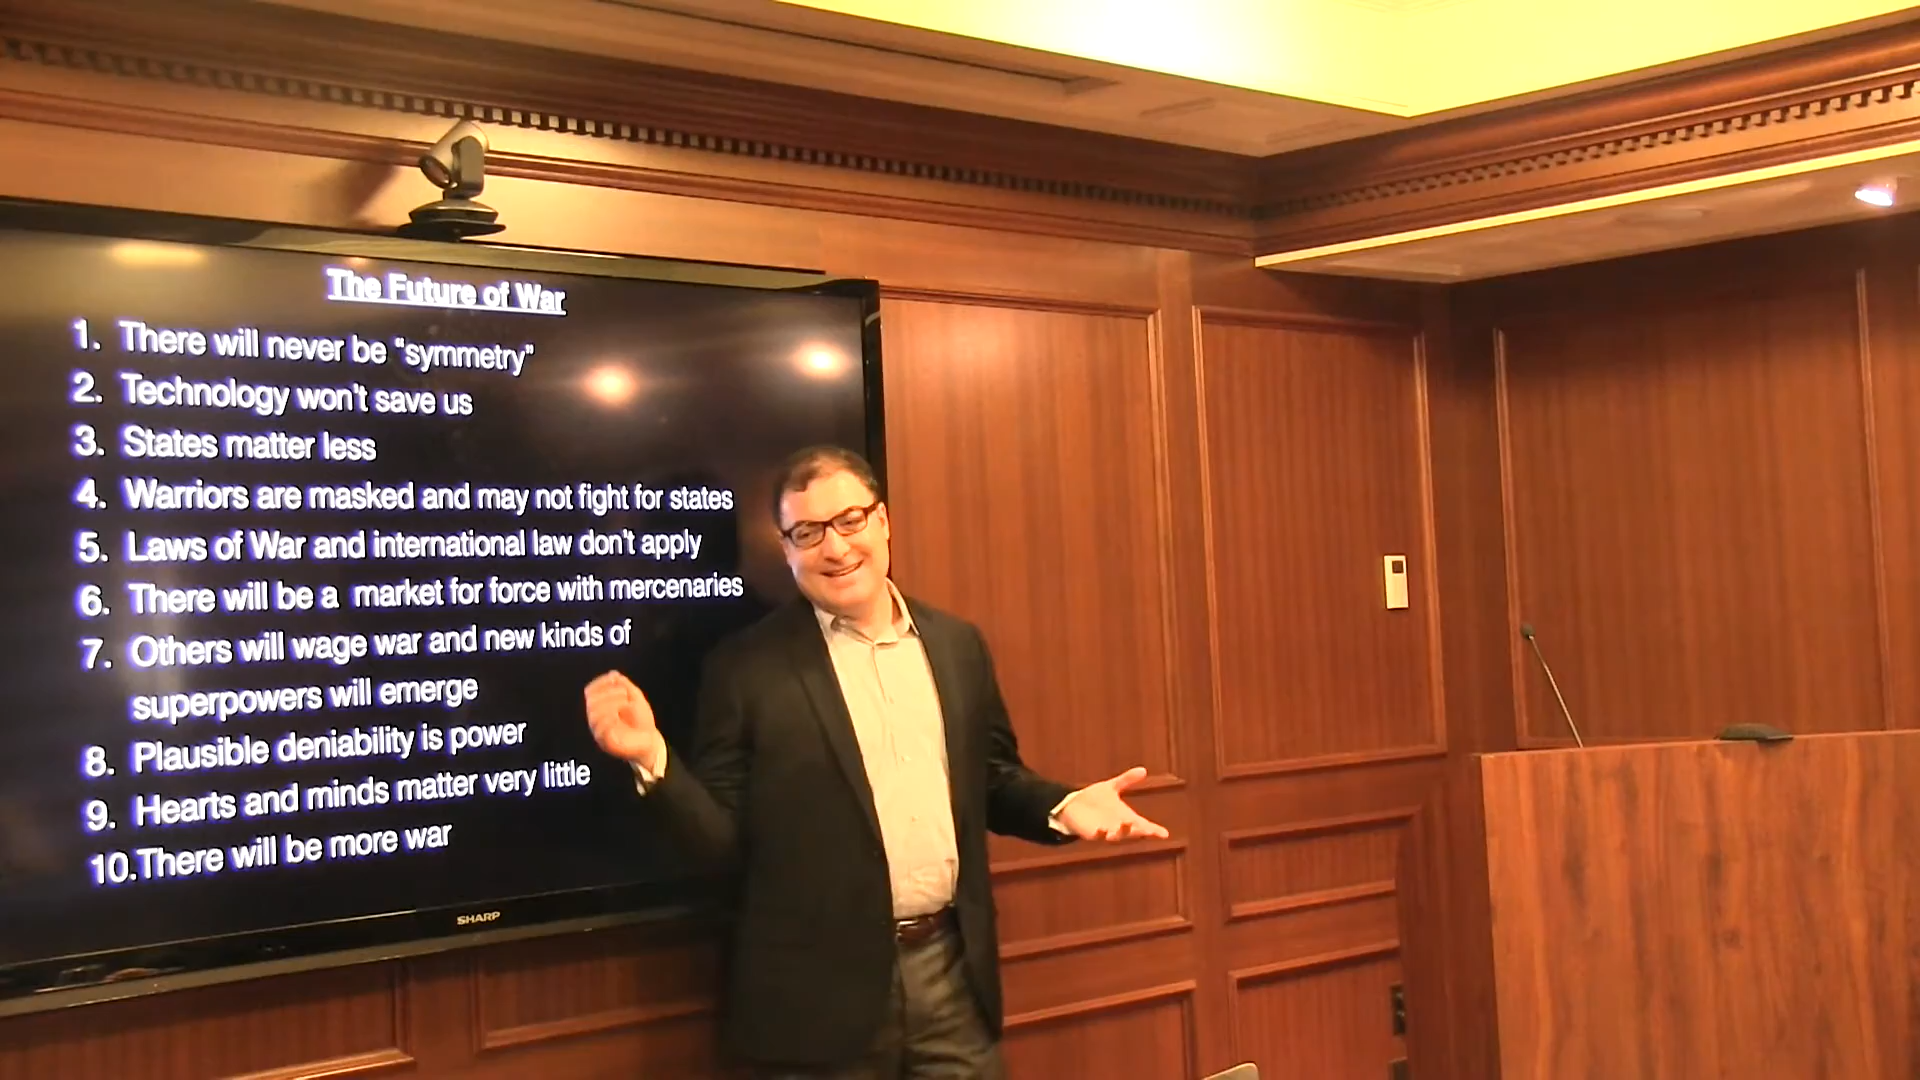 The Future of War
1. There will never be “symmetry”
2. Technology won't save us
3. States matter less
4. Warriors are masked and may not fight for states
5. Laws of War and international law don't apply
6. There will be a market for force with mercenaries
7. Others will wage war and new kinds of
superpowers will emerge
8. Plausible deniability is power
9. Hearts and minds matter very little
10.There will be more war
SHARP